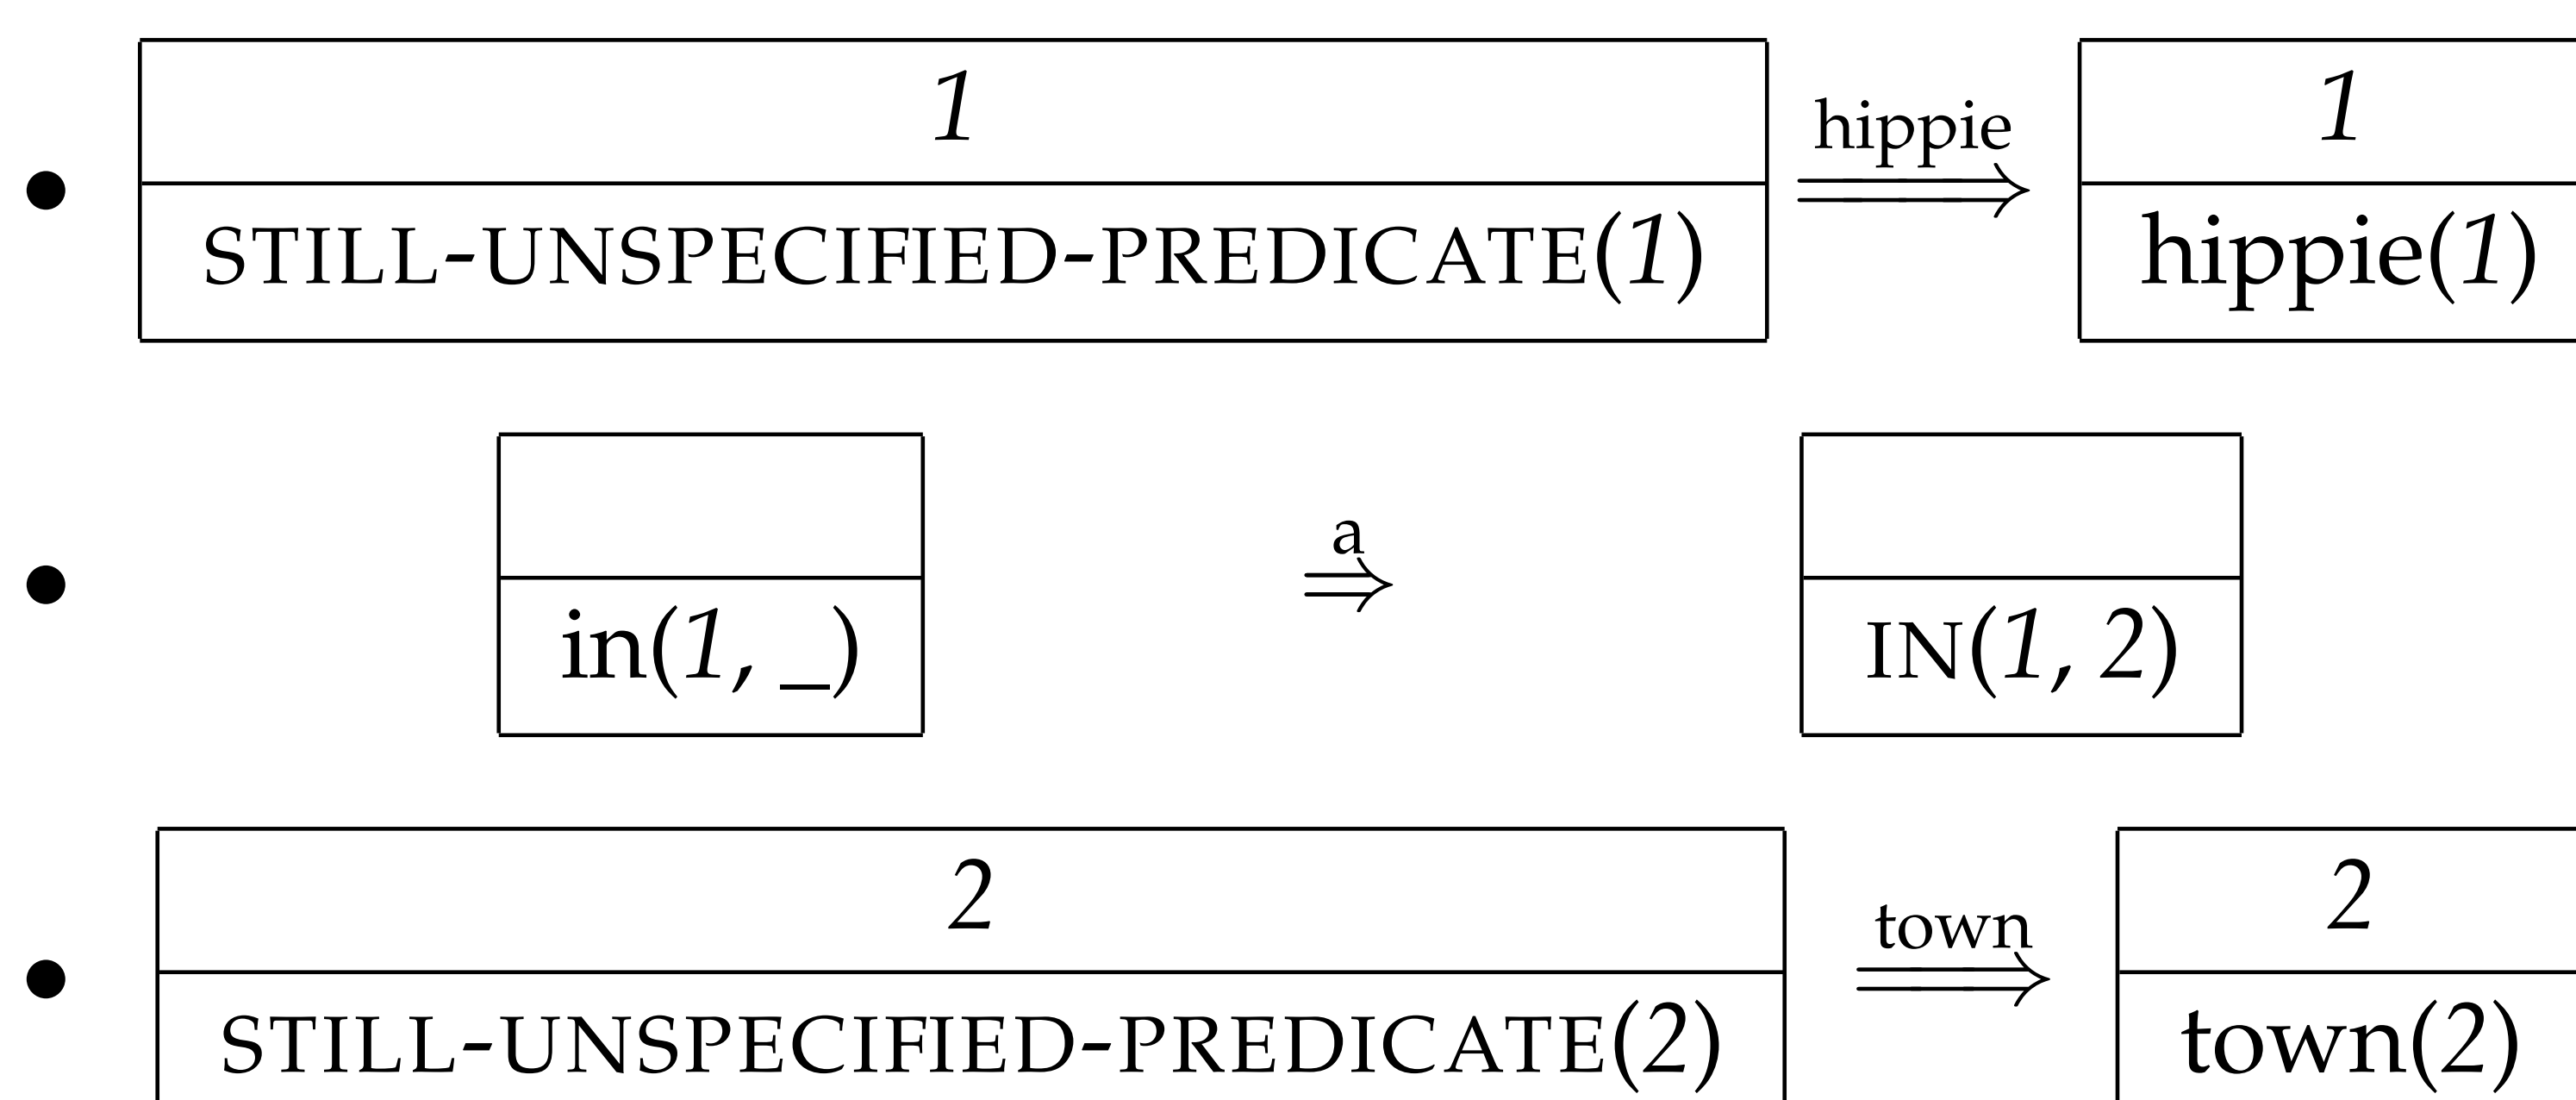 1 hippie 1
• STILL-UNSPECIFIED-PREDICATE(1) ⟹ hippie(1)
a
• in(1, _) ⟹ IN(1, 2)
2 town 2
• STILL-UNSPECIFIED-PREDICATE(2) ⟹ town(2)